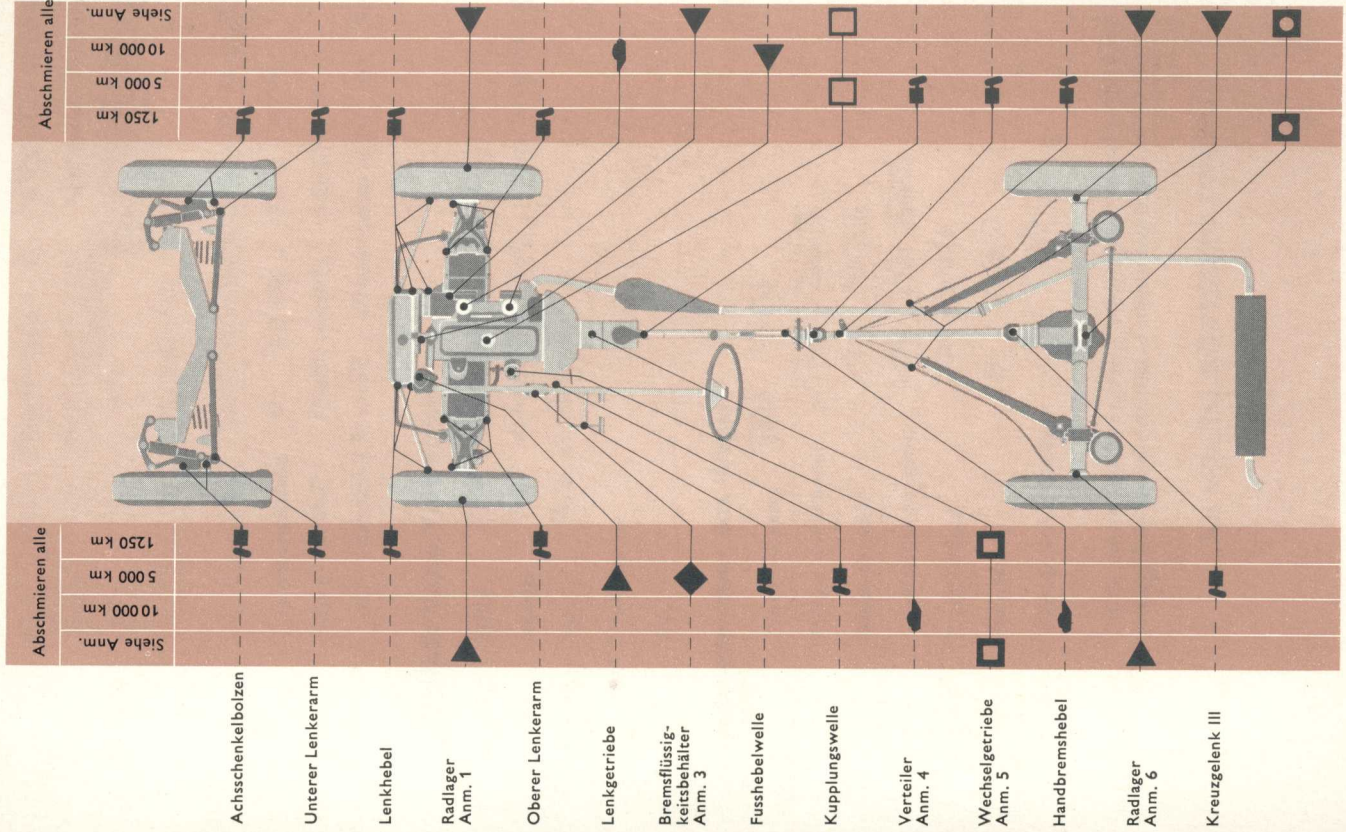 Abschmieren alle
Siehe Anm.
10 000 km
5 000 km
1250 km
Abschmieren alle
1250 km
5 000 km
10 000 km
Siehe Anm.
Achsschenkelbolzen
Unterer Lenkerarm
Lenkhebel
Radlager
Anm. 1
Oberer Lenkerarm
Lenkgetriebe
Bremsflüssig-
keitsbehälter
Anm. 3
Fusshebelwelle
Kupplungswelle
Verteiler
Anm. 4
Wechselgetriebe
Anm. 5
Handbremshebel
Radlager
Anm. 6
Kreuzgelenk III